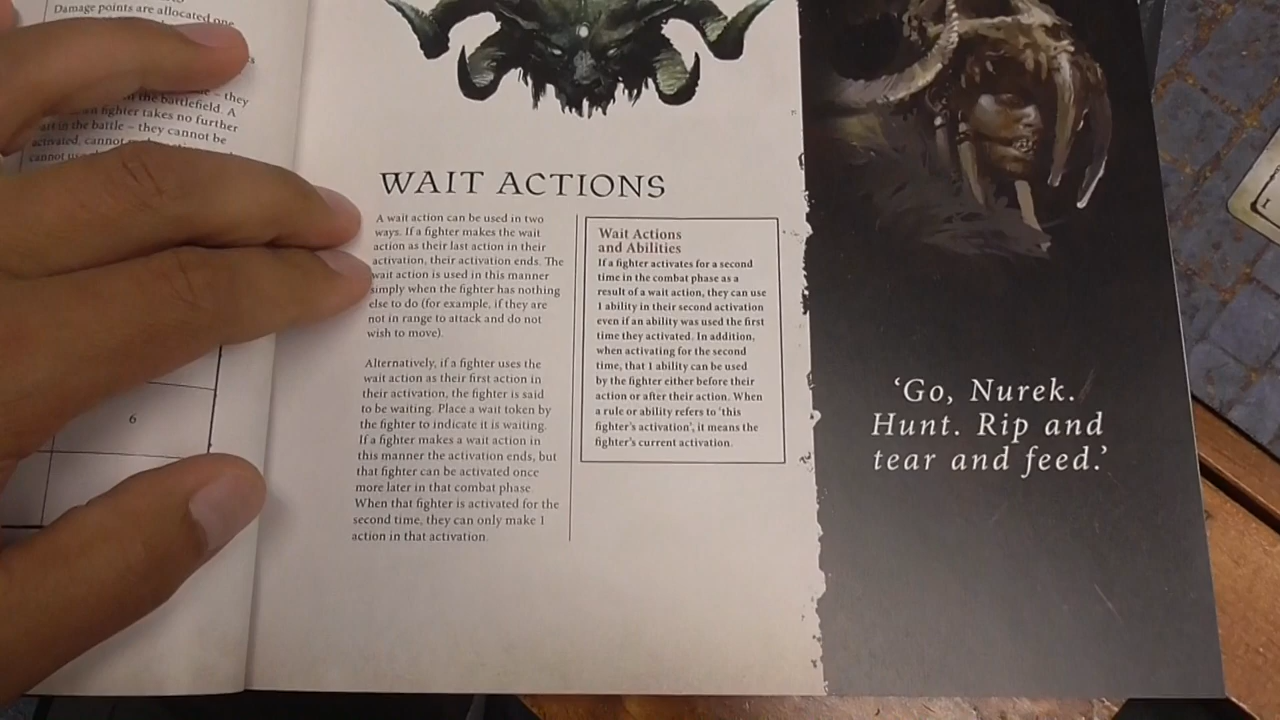 Damage points are allocated one
– they
the battlefield. A
fighter takes no further
in the battle – they cannot be
activated, cannot
6
WAIT ACTIONS
A wait action can be used in two
ways. If a fighter makes the wait
action as their last action in their
activation, their activation ends. The
wait action is used in this manner
simply when the fighter has nothing
else to do (for example, if they are
not in range to attack and do not
wish to move).
Alternatively, if a fighter uses the
wait action as their first action in
their activation, the fighter is said
to be waiting. Place a wait token by
the fighter to indicate it is waiting.
If a fighter makes a wait action in
this manner the activation ends, but
that fighter can be activated once
more later in that combat phase.
When that fighter is activated for the
second time, they can only make 1
action in that activation.
Wait Actions
and Abilities
If a fighter activates for a second
time in the combat phase as a
result of a wait action, they can use
1 ability in their second activation
even if an ability was used the first
time they activated. In addition,
when activating for the second
time, that 1 ability can be used
by the fighter either before their
action or after their action. When
a rule or ability refers to 'this
fighter's activation', it means the
fighter's current activation.
'Go, Nurek.
Hunt. Rip and
tear and feed.'